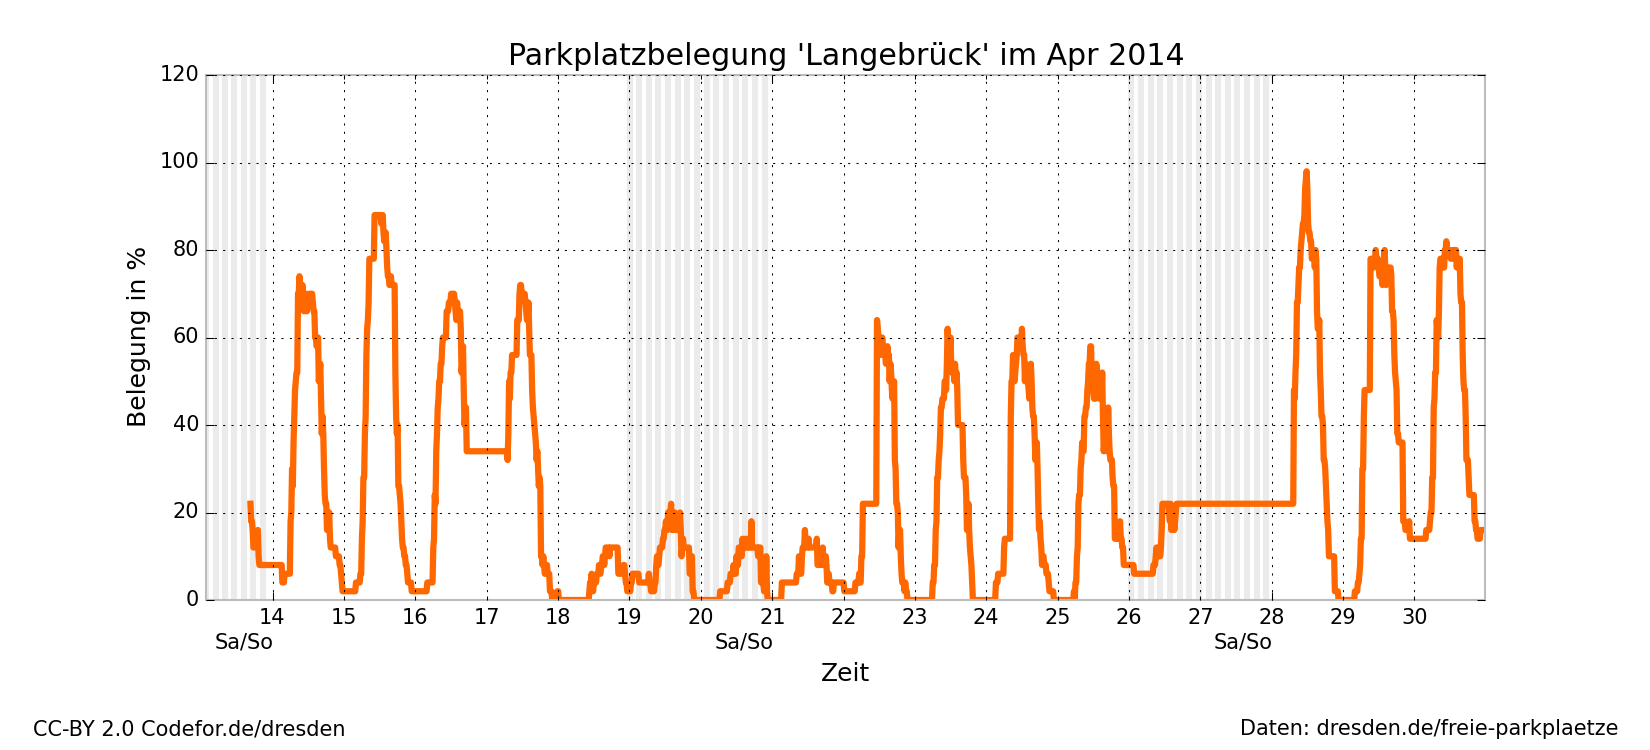 Parkplatzbelegung 'Langebrück' im Apr 2014
Belegung in %
120
100
80
60
40
20
0
14 15 16 17 18 19 20 21 22 23 24 25 26 27 28 29 30
Sa/So Sa/So Sa/So
Zeit
CC-BY 2.0 Codefor.de/dresden
Daten: dresden.de/freie-parkplaetze